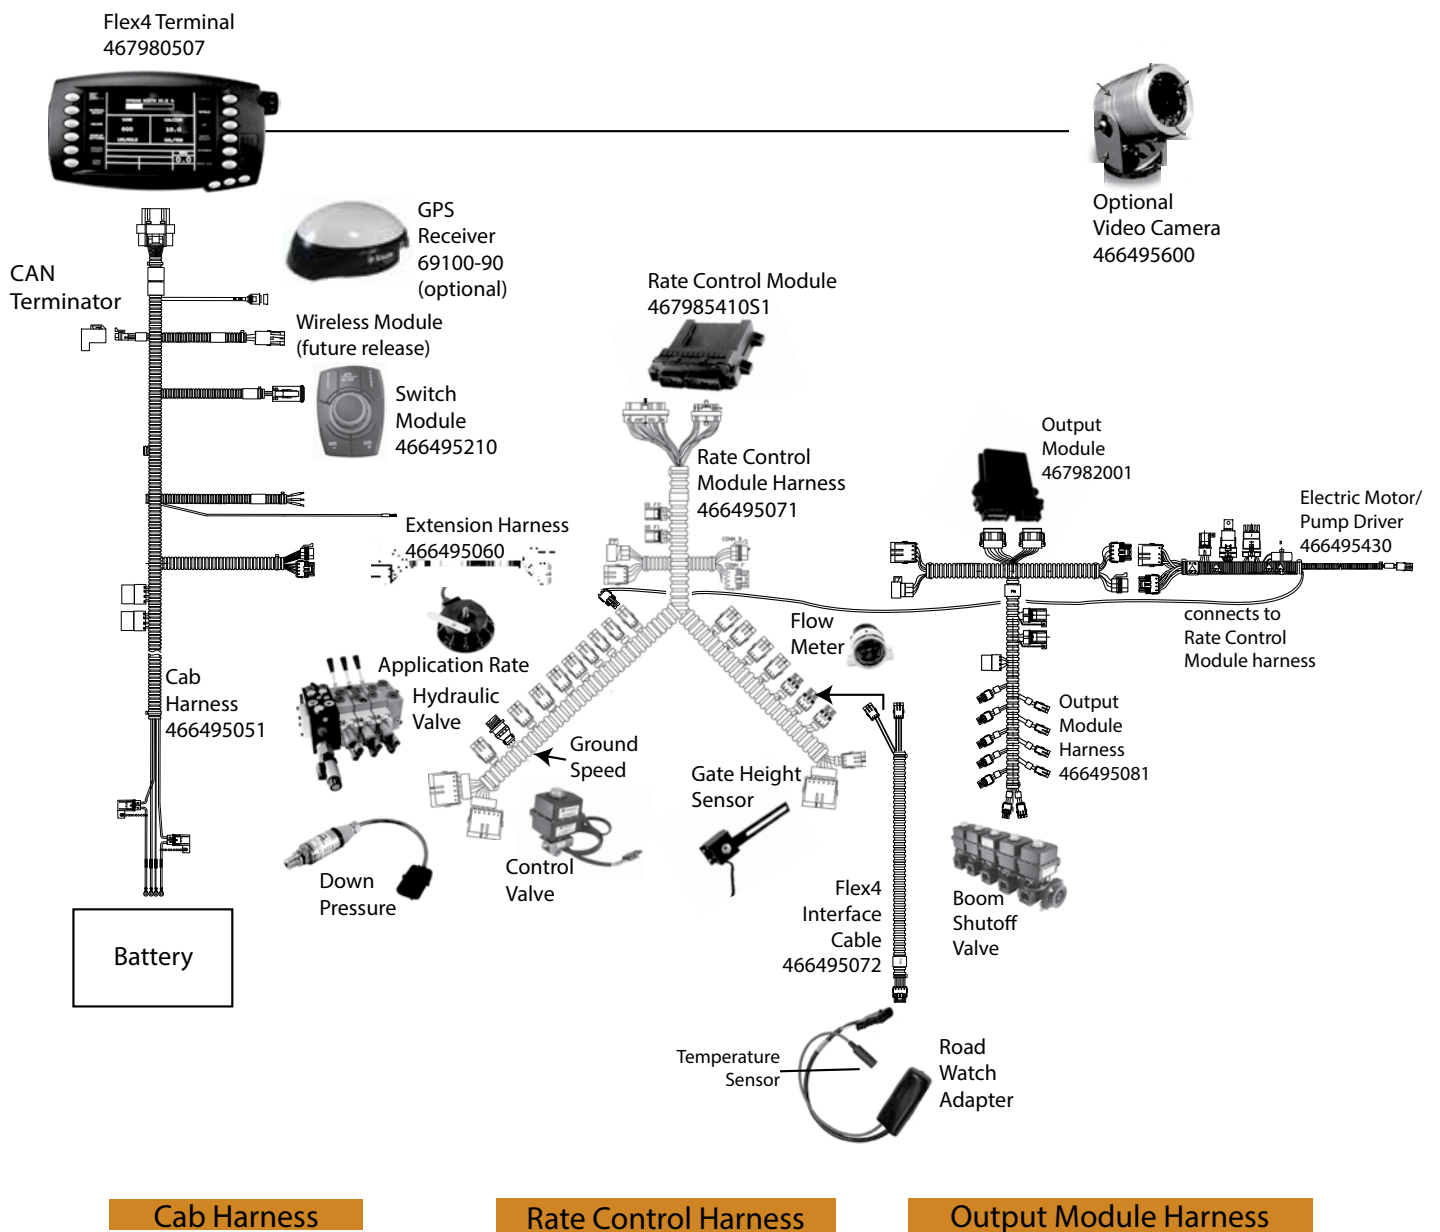 Flex4 Terminal
467980507
GPS
Receiver
69100-90
(optional)
Optional
Video Camera
466495600
CAN
Terminator
Wireless Module
(future release)
Switch
Module
466495210
Rate Control Module
467985410S1
Rate Control
Module Harness
466495071
Output
Module
467982001
Electric Motor/
Pump Driver
466495430
Extension Harness
466495060
CONN F
connects to
Rate Control
Module harness
Flow
Meter
Application Rate
Hydraulic
Valve
Cab
Harness
466495051
Ground
Speed
Output
Module
Harness
466495081
Gate Height
Sensor
Control
Valve
Down
Pressure
Flex4
Interface
Cable
466495072
Boom
Shutoff
Valve
Battery
Temperature
Sensor
Road
Watch
Adapter
Cab Harness
Rate Control Harness
Output Module Harness